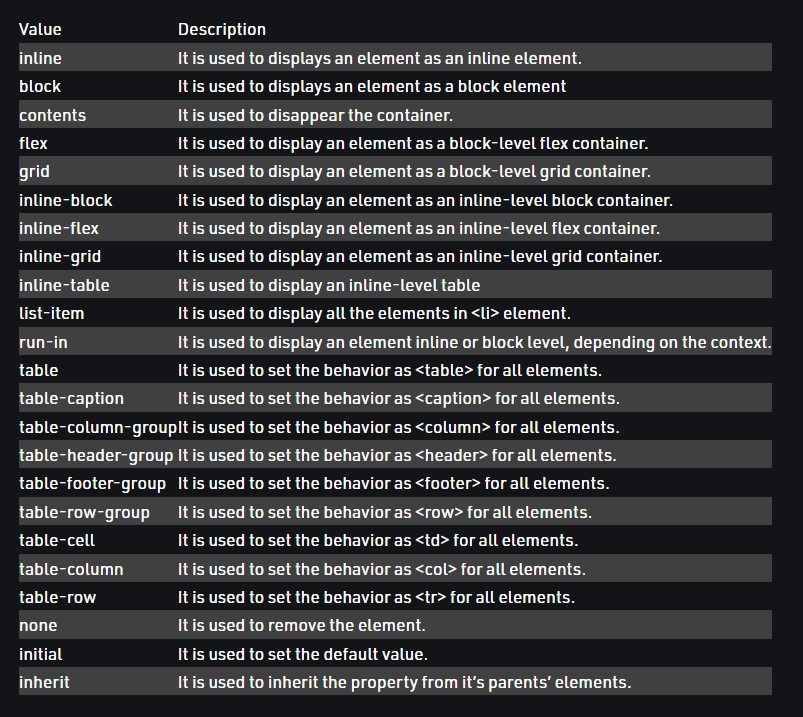 Value Description
inline It is used to displays an element as an inline element.
block It is used to displays an element as a block element
contents It is used to disappear the container.
flex It is used to display an element as a block-level flex container.
grid It is used to display an element as a block-level grid container.
inline-block It is used to display an element as an inline-level block container.
inline-flex It is used to display an element as an inline-level flex container.
inline-grid It is used to display an element as an inline-level grid container.
inline-table It is used to display an inline-level table
list-item It is used to display all the elements in <li> element.
run-in It is used to display an element inline or block level, depending on the context.
table It is used to set the behavior as <table> for all elements.
table-caption It is used to set the behavior as <caption> for all elements.
table-column-group It is used to set the behavior as <column> for all elements.
table-header-group It is used to set the behavior as <header> for all elements.
table-footer-group It is used to set the behavior as <footer> for all elements.
table-row-group It is used to set the behavior as <row> for all elements.
table-cell It is used to set the behavior as <td> for all elements.
table-column It is used to set the behavior as <col> for all elements.
table-row It is used to set the behavior as <tr> for all elements.
none It is used to remove the element.
initial It is used to set the default value.
inherit It is used to inherit the property from it’s parents’ elements.